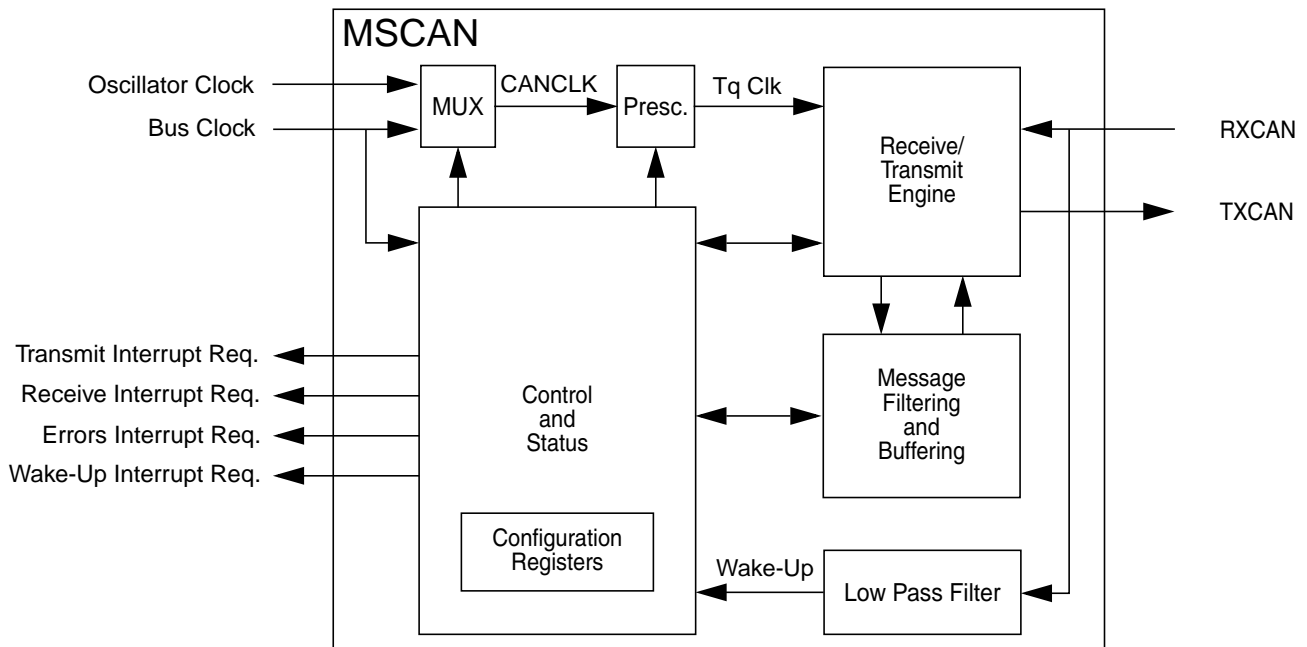 MSCAN
Oscillator Clock
MUX
CANCLK
Presc.
Tq Clk
Bus Clock
Receive/
Transmit
Engine
RXCAN
TXCAN
Transmit Interrupt Req.
Receive Interrupt Req.
Errors Interrupt Req.
Wake-Up Interrupt Req.
Control
and
Status
Message
Filtering
and
Buffering
Configuration
Registers
Wake-Up
Low Pass Filter